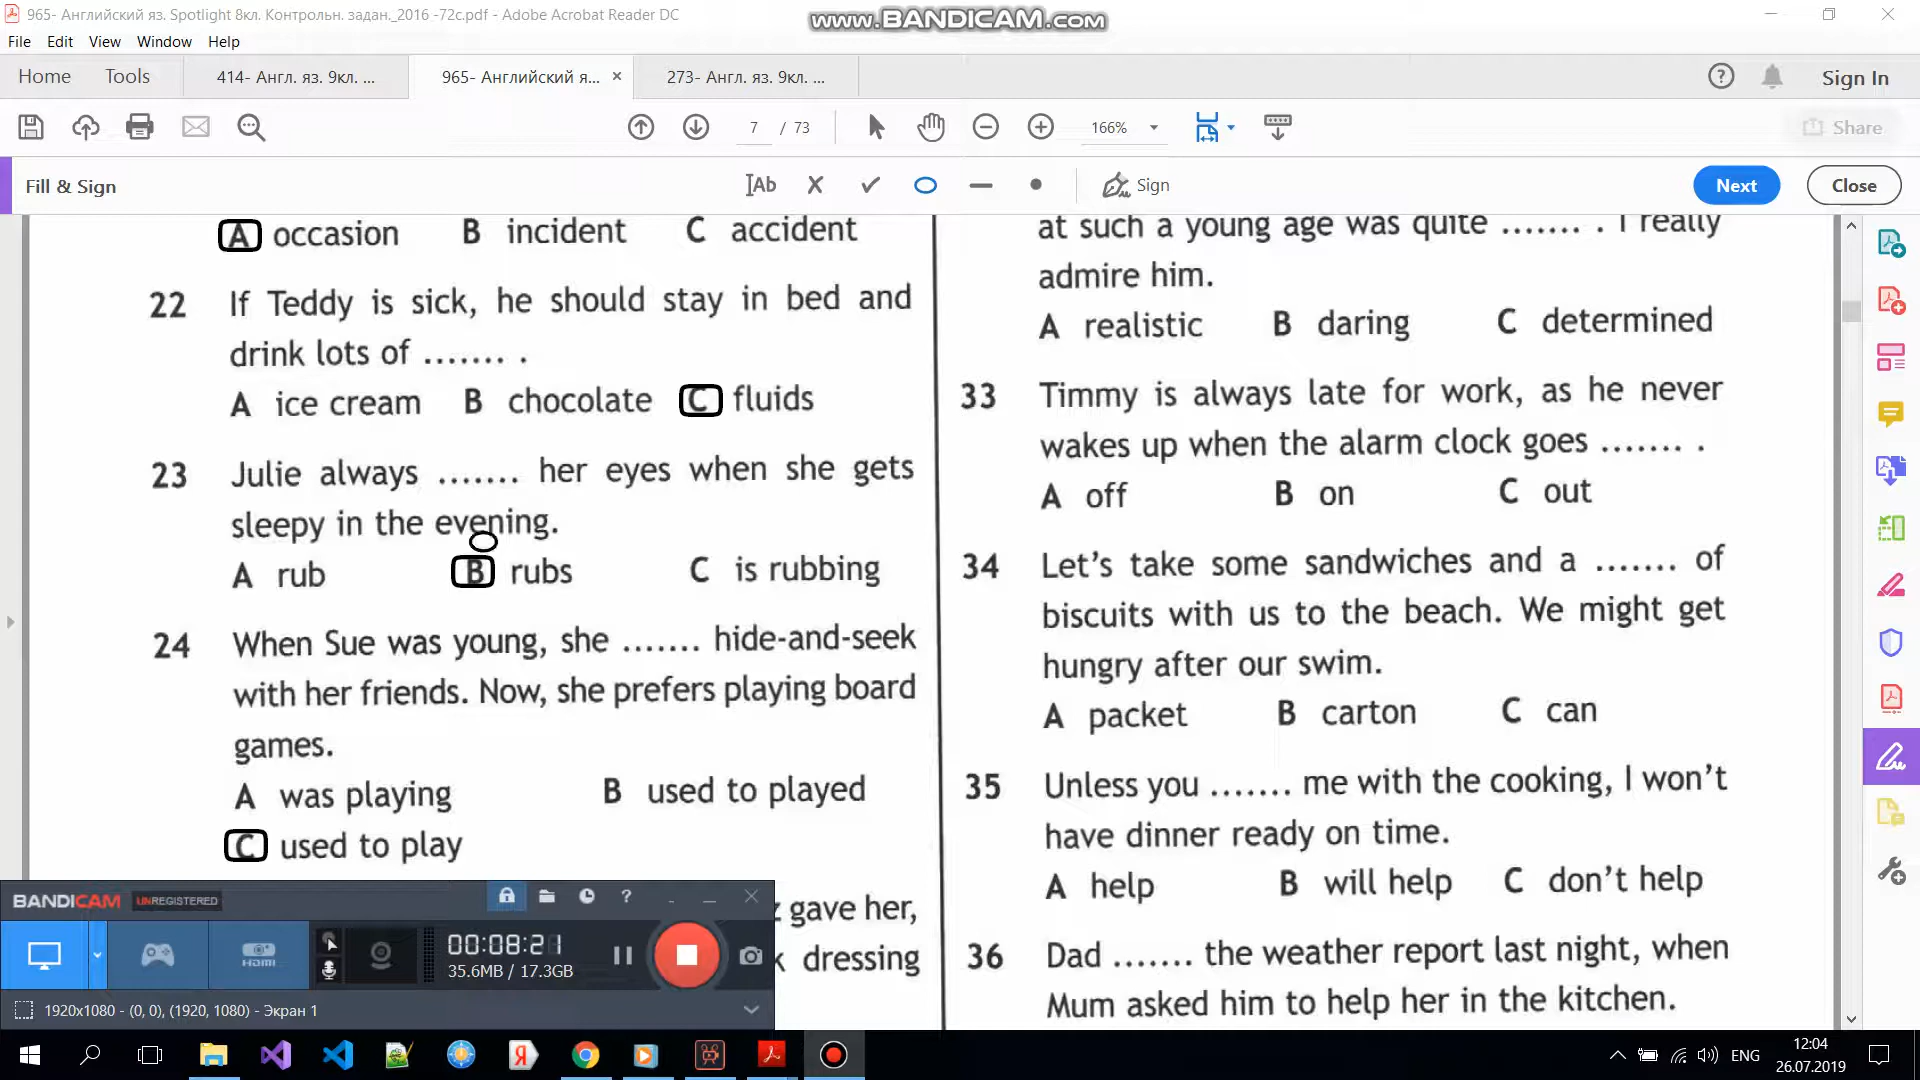 965- Английский яз. Spotlight 8кл. Контрольн. задан._2016 -72с.pdf - Adobe Acrobat Reader DC
www.BANDICAM.com
File Edit View Window Help
Home Tools 414- Англ. яз. 9кл. ... 965- Английский я... × 273- Англ. яз. 9кл. ... Sign In
7 / 73 166% Share
Fill & Sign Ab Sign Next Close
A occasion B incident C accident
22 If Teddy is sick, he should stay in bed and
drink lots of ....... .
A ice cream B chocolate C fluids
23 Julie always ....... her eyes when she gets
sleepy in the evening.
A rub B rubs C is rubbing
24 When Sue was young, she ....... hide-and-seek
with her friends. Now, she prefers playing board
games.
A was playing B used to played
C used to play
gave her,
dressing
at such a young age was quite ....... . I really
admire him.
A realistic B daring C determined
33 Timmy is always late for work, as he never
wakes up when the alarm clock goes ....... .
A off B on C out
34 Let's take some sandwiches and a ....... of
biscuits with us to the beach. We might get
hungry after our swim.
A packet B carton C can
35 Unless you ....... me with the cooking, I won't
have dinner ready on time.
A help B will help C don't help
36 Dad ....... the weather report last night, when
Mum asked him to help her in the kitchen.
BANDICAM UNREGISTERED
HDMI
00:08:21
35.6MB / 17.3GB
1920x1080 - (0, 0), (1920, 1080) - Экран 1
ENG
12:04
26.07.2019